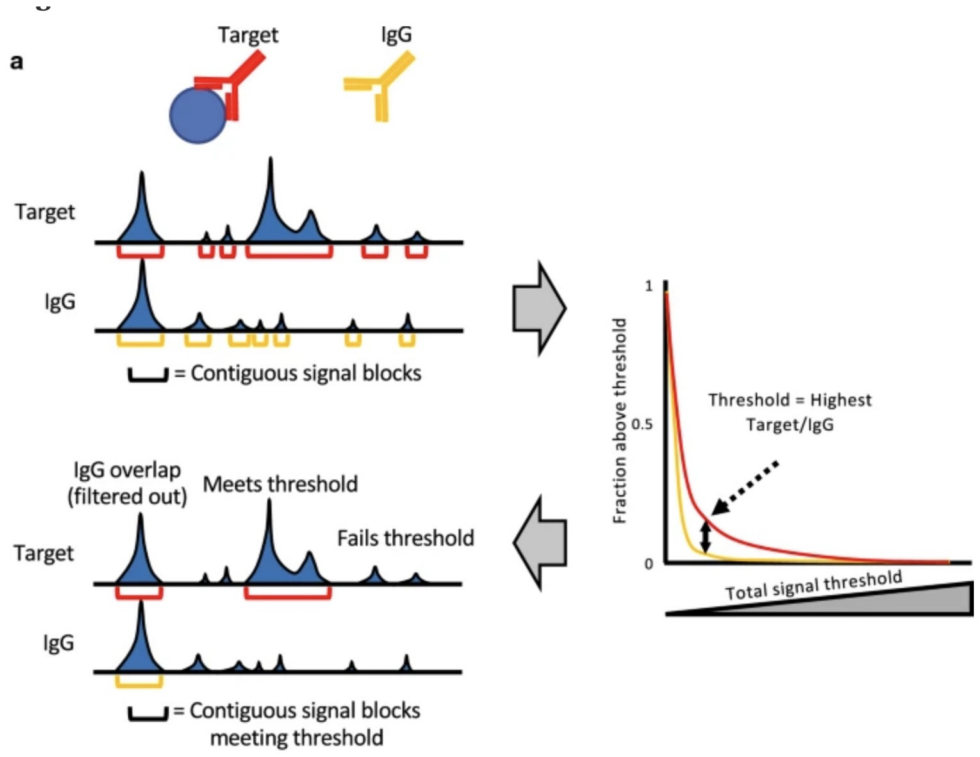 a
Target
IgG
Target
IgG
= Contiguous signal blocks
1
0.5
0
Fraction above threshold
Threshold = Highest
Target/IgG
Total signal threshold
IgG overlap
(filtered out)
Meets threshold
Fails threshold
Target
IgG
= Contiguous signal blocks
meeting threshold